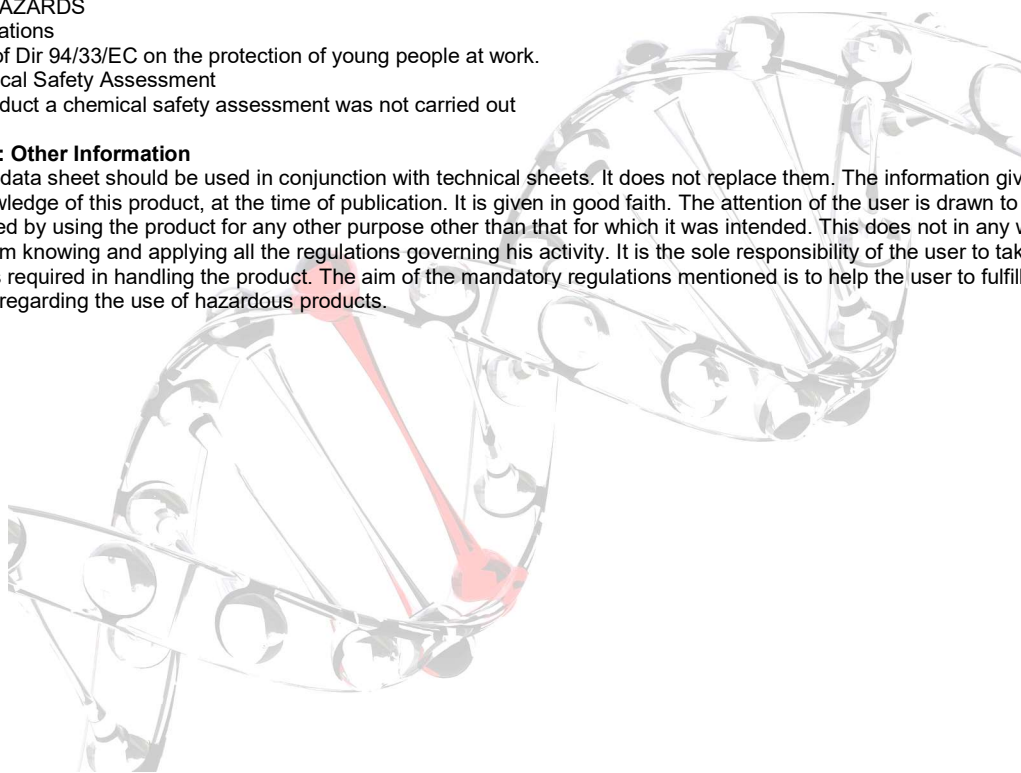 AZARDS
ations
of Dir 94/33/EC on the protection of young people at work.
ical Safety Assessment
duct a chemical safety assessment was not carried out
: Other Information
data sheet should be used in conjunction with technical sheets. It does not replace them. The information giv
wledge of this product, at the time of publication. It is given in good faith. The attention of the user is drawn to
ed by using the product for any other purpose other than that for which it was intended. This does not in any w
m knowing and applying all the regulations governing his activity. It is the sole responsibility of the user to tak
s required in handling the product. The aim of the mandatory regulations mentioned is to help the user to fulfill
regarding the use of hazardous products.